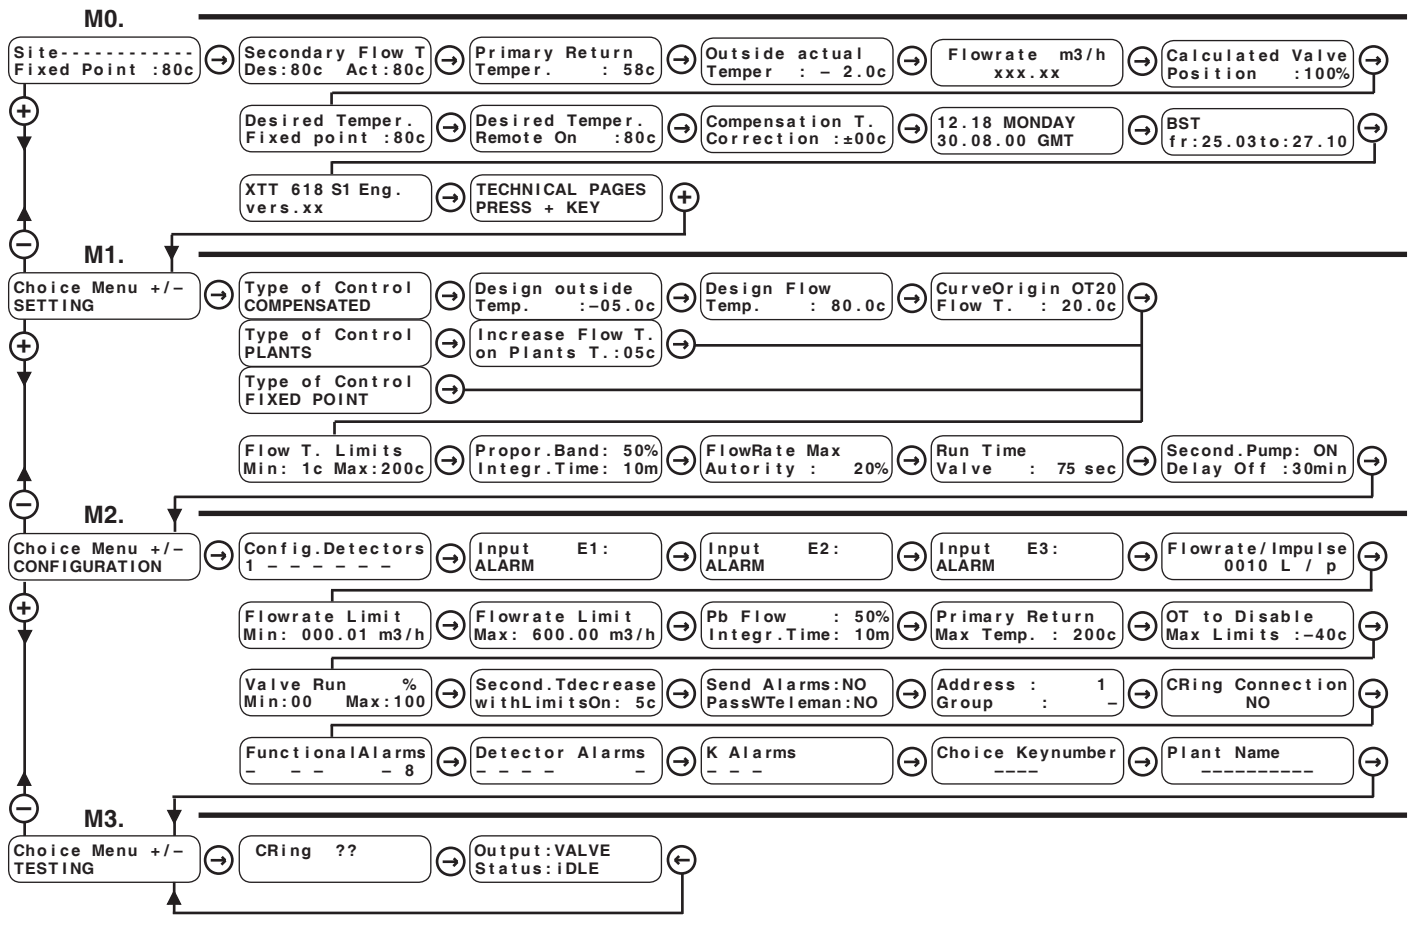 M0.
Site------------
Fixed Point :80c
Secondary Flow T
Des:80c Act:80c
Primary Return
Temper. : 58c
Outside actual
Temper : – 2.0c
Flowrate m3/h
xxx.xx
Calculated Valve
Position :100%
Desired Temper.
Fixed point :80c
Desired Temper.
Remote On :80c
Compensation T.
Correction :±00c
12.18 MONDAY
30.08.00 GMT
BST
fr:25.03to:27.10
XTT 618 S1 Eng.
vers.xx
TECHNICAL PAGES
PRESS + KEY
M1.
Choice Menu +/–
SETTING
Type of Control
COMPENSATED
Design outside
Temp. :–05.0c
Design Flow
Temp. : 80.0c
CurveOrigin OT20
Flow T. : 20.0c
Type of Control
PLANTS
Increase Flow T.
on Plants T.:05c
Type of Control
FIXED POINT
Flow T. Limits
Min: 1c Max:200c
Propor.Band: 50%
Integr.Time: 10m
FlowRate Max
Autority : 20%
Run Time
Valve : 75 sec
Second.Pump: ON
Delay Off :30min
M2.
Choice Menu +/–
CONFIGURATION
Config.Detectors
1 – – – – – –
Input E1:
ALARM
Input E2:
ALARM
Input E3:
ALARM
Flowrate/Impulse
0010 L / p
Flowrate Limit
Min: 000.01 m3/h
Flowrate Limit
Max: 600.00 m3/h
Pb Flow : 50%
Integr.Time: 10m
Primary Return
Max Temp. : 200c
OT to Disable
Max Limits :–40c
Valve Run %
Min:00 Max:100
Second.Tdecrease
withLimitsOn: 5c
Send Alarms:NO
PassWTeleman:NO
Address : 1
Group : –
CRing Connection
NO
FunctionalAlarms
– – – – 8
Detector Alarms
– – – – –
K Alarms
– – –
Choice Keynumber
––––
Plant Name
––––––––––
M3.
Choice Menu +/–
TESTING
CRing ??
Output:VALVE
Status:iDLE